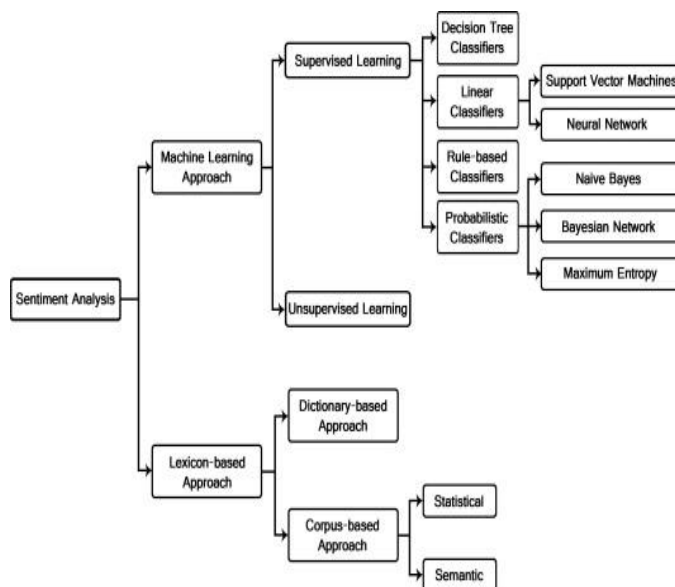 Decision Tree
Classifiers
Supervised Learning
Linear
Classifiers
Support Vector Machines
Neural Network
Machine Learning
Approach
Rule-based
Classifiers
Naive Bayes
Probabilistic
Classifiers
Bayesian Network
Maximum Entropy
Sentiment Analysis
Unsupervised Learning
Dictionary-based
Approach
Lexicon-based
Approach
Statistical
Corpus-based
Approach
Semantic